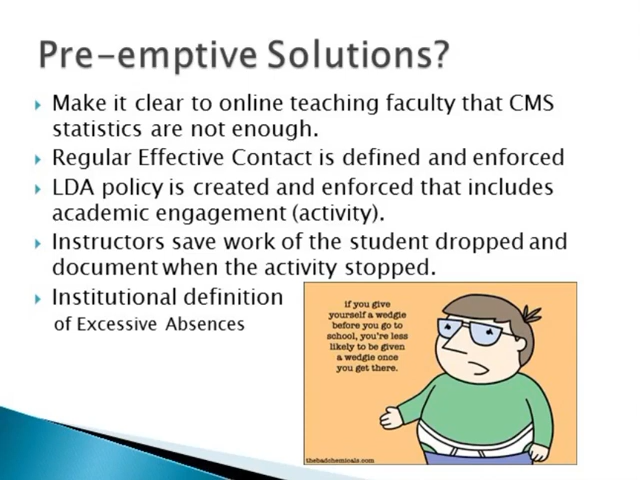 Pre-emptive Solutions?
Make it clear to online teaching faculty that CMS
statistics are not enough.
Regular Effective Contact is defined and enforced
LDA policy is created and enforced that includes
academic engagement (activity).
Instructors save work of the student dropped and
document when the activity stopped.
Institutional definition
of Excessive Absences
if you give
yourself a wedgie
before you go to
school, you're less
likely to be given
a wedgie once
you get there.
thebadchemicals.com